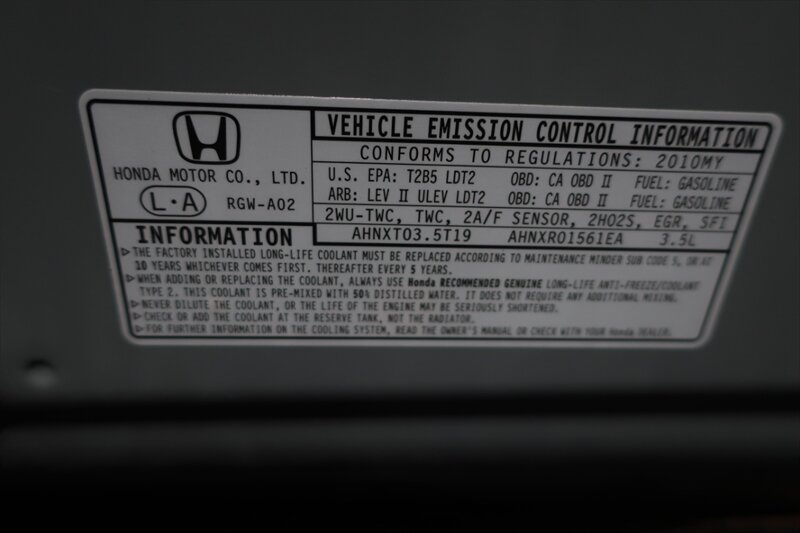 VEHICLE EMISSION CONTROL INFORMATION
CONFORMS TO REGULATIONS: 2010MY
HONDA MOTOR CO., LTD.
L·A RGW-A02
U.S. EPA: T2B5 LDT2 OBD: CA OBD II FUEL: GASOLINE
ARB: LEV II ULEV LDT2 OBD: CA OBD II FUEL: GASOLINE
2WU-TWC, TWC, 2A/F SENSOR, 2HO2S, EGR, SFI
AHNXT03.5T19 AHNXR0156IEA 3.5L
INFORMATION
▷THE FACTORY INSTALLED LONG-LIFE COOLANT MUST BE REPLACED ACCORDING TO MAINTENANCE MINDER SUB CODE 5, OR AT
10 YEARS WHICHEVER COMES FIRST. THEREAFTER EVERY 5 YEARS.
▷WHEN ADDING OR REPLACING THE COOLANT, ALWAYS USE Honda RECOMMENDED GENUINE LONG-LIFE ANTI-FREEZE/COOLANT
TYPE 2. THIS COOLANT IS PRE-MIXED WITH 50% DISTILLED WATER. IT DOES NOT REQUIRE ANY ADDITIONAL MIXING.
▷NEVER DILUTE THE COOLANT, OR THE LIFE OF THE ENGINE MAY BE SERIOUSLY SHORTENED.
▷CHECK OR ADD THE COOLANT AT THE RESERVE TANK, NOT THE RADIATOR.
▷FOR FURTHER INFORMATION ON THE COOLING SYSTEM, READ THE OWNER'S MANUAL OR CHECK WITH YOUR Honda DEALER.